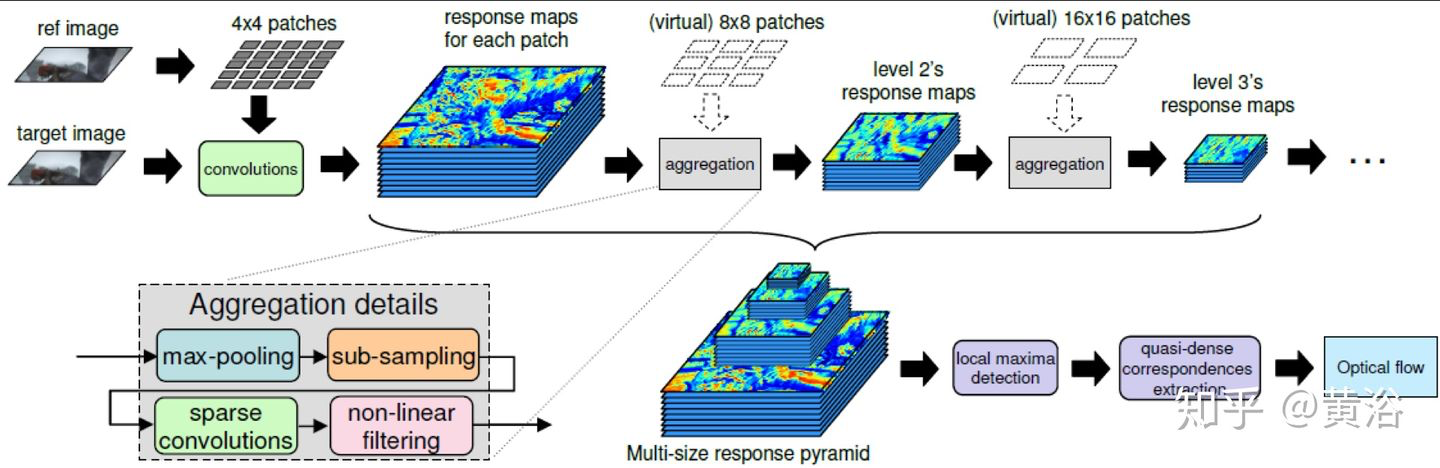 ref image
4x4 patches
response maps
for each patch
(virtual) 8x8 patches
(virtual) 16x16 patches
level 2's
response maps
level 3's
response maps
target image
convolutions
aggregation
aggregation
...
Aggregation details
max-pooling
sub-sampling
sparse
convolutions
non-linear
filtering
Multi-size response pyramid
local maxima
detection
quasi-dense
correspondences
extraction
Optical flow
知乎 @黄浴